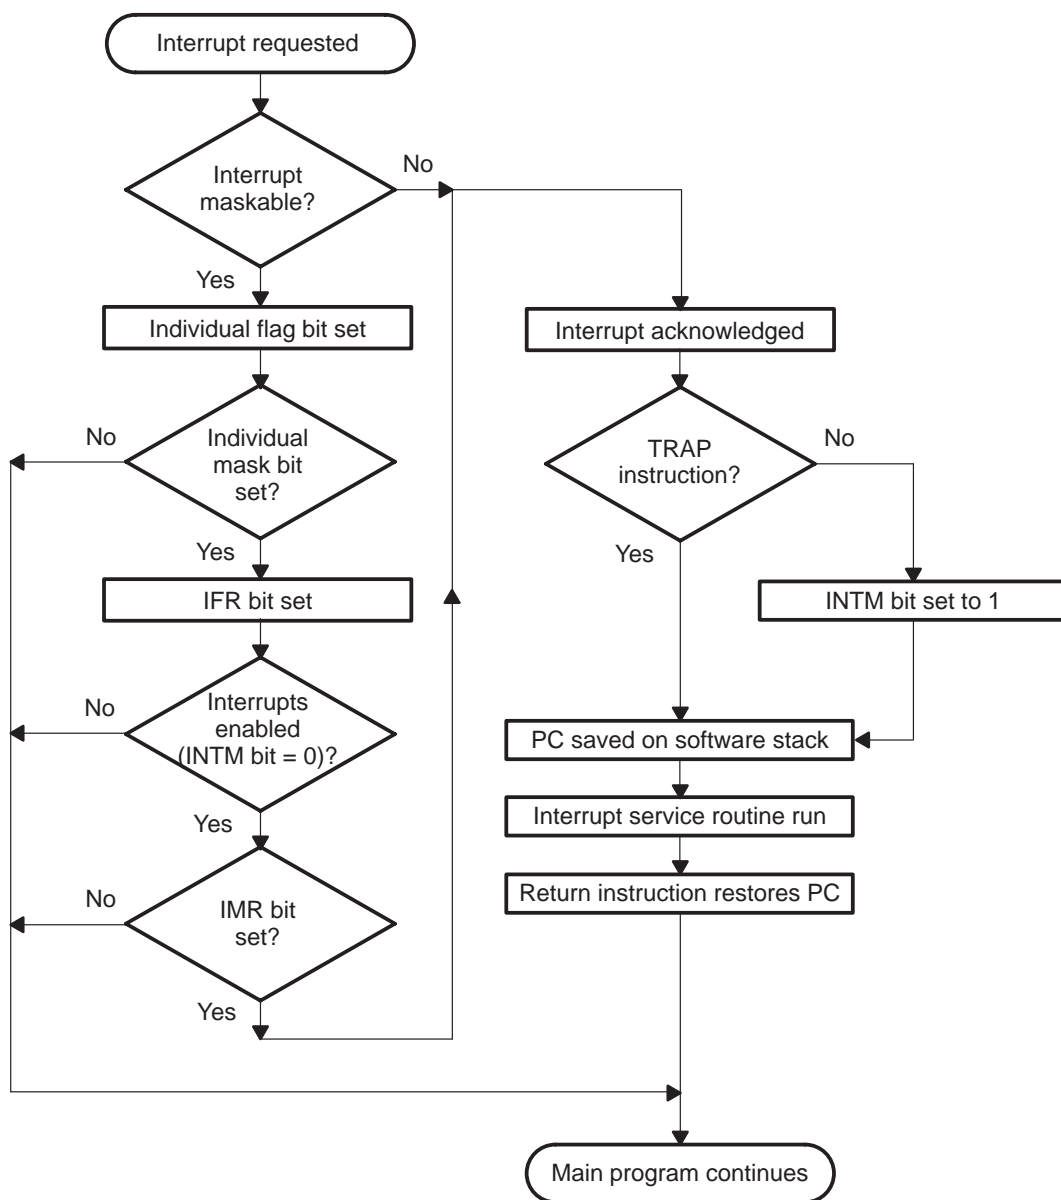 Interrupt requested
Interrupt
maskable?
No
Yes
Individual flag bit set
No
Individual
mask bit
set?
Yes
IFR bit set
No
Interrupts
enabled
(INTM bit = 0)?
Yes
No
IMR bit
set?
Yes
Interrupt acknowledged
TRAP
instruction?
No
Yes
INTM bit set to 1
PC saved on software stack
Interrupt service routine run
Return instruction restores PC
Main program continues